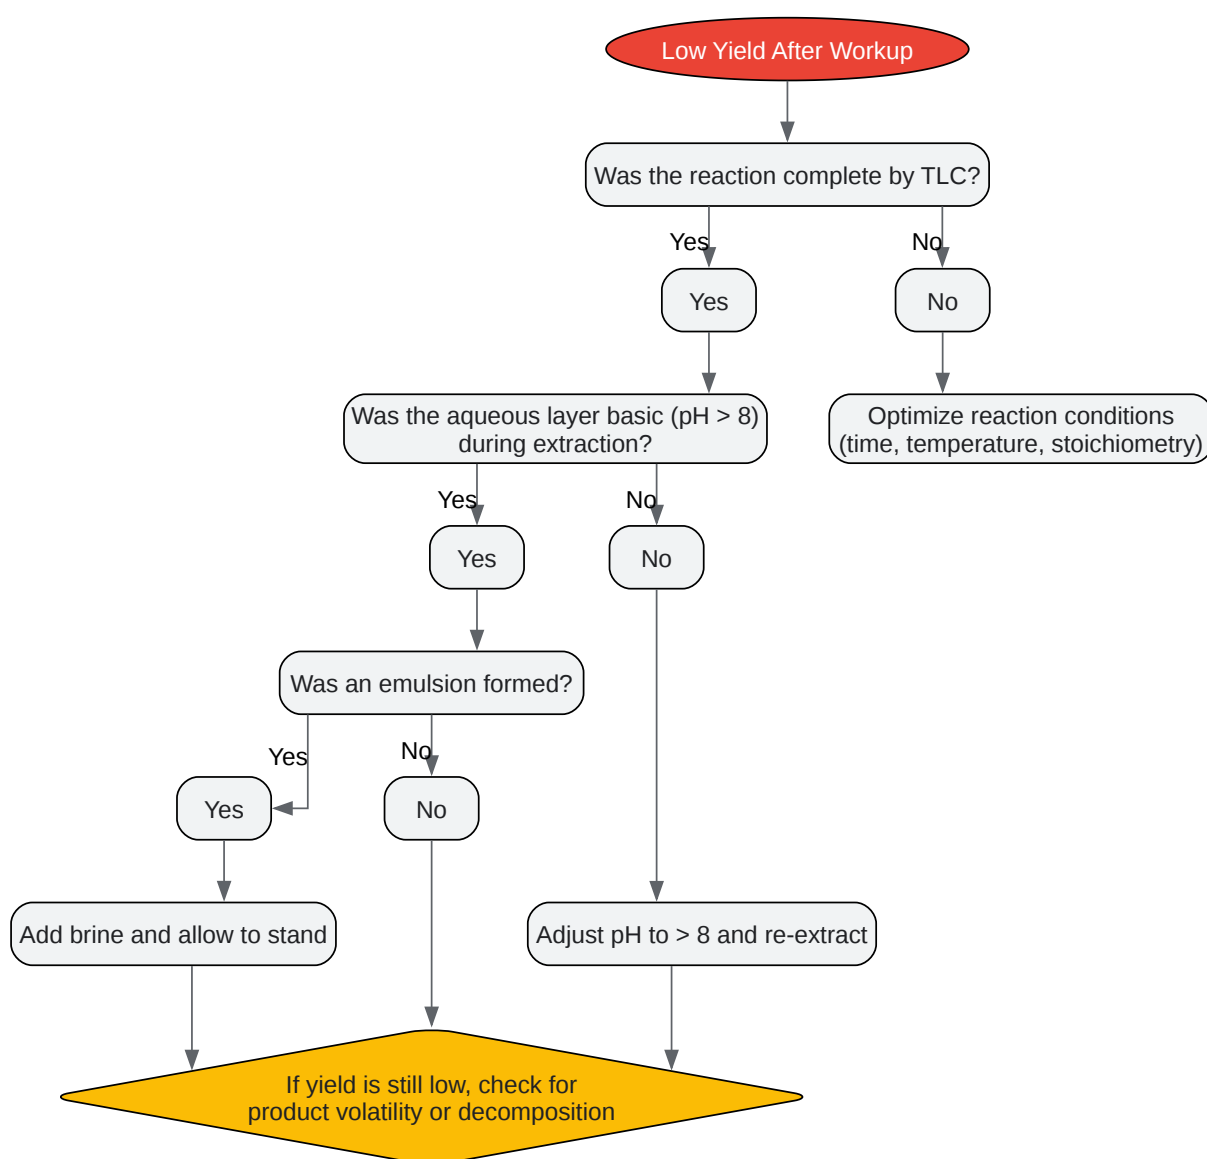 Low Yield After Workup
Was the reaction complete by TLC?
Yes
No
Yes
No
Was the aqueous layer basic (pH > 8)
during extraction?
Optimize reaction conditions
(time, temperature, stoichiometry)
Yes
No
Yes
No
Was an emulsion formed?
Yes
No
Yes
No
Add brine and allow to stand
Adjust pH to > 8 and re-extract
If yield is still low, check for
product volatility or decomposition